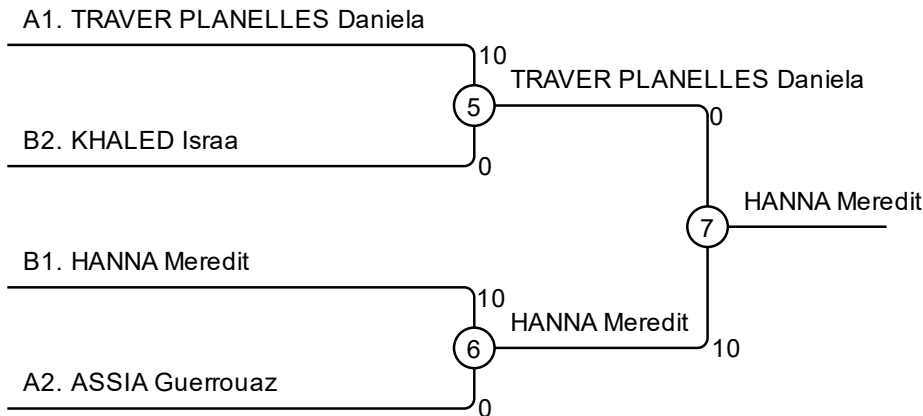 A1. TRAVER PLANELLES Daniela
10
TRAVER PLANELLES Daniela
5
0
B2. KHALED Israa
0
HANNA Meredit
7
B1. HANNA Meredit
10
HANNA Meredit
6
10
A2. ASSIA Guerrouaz
0